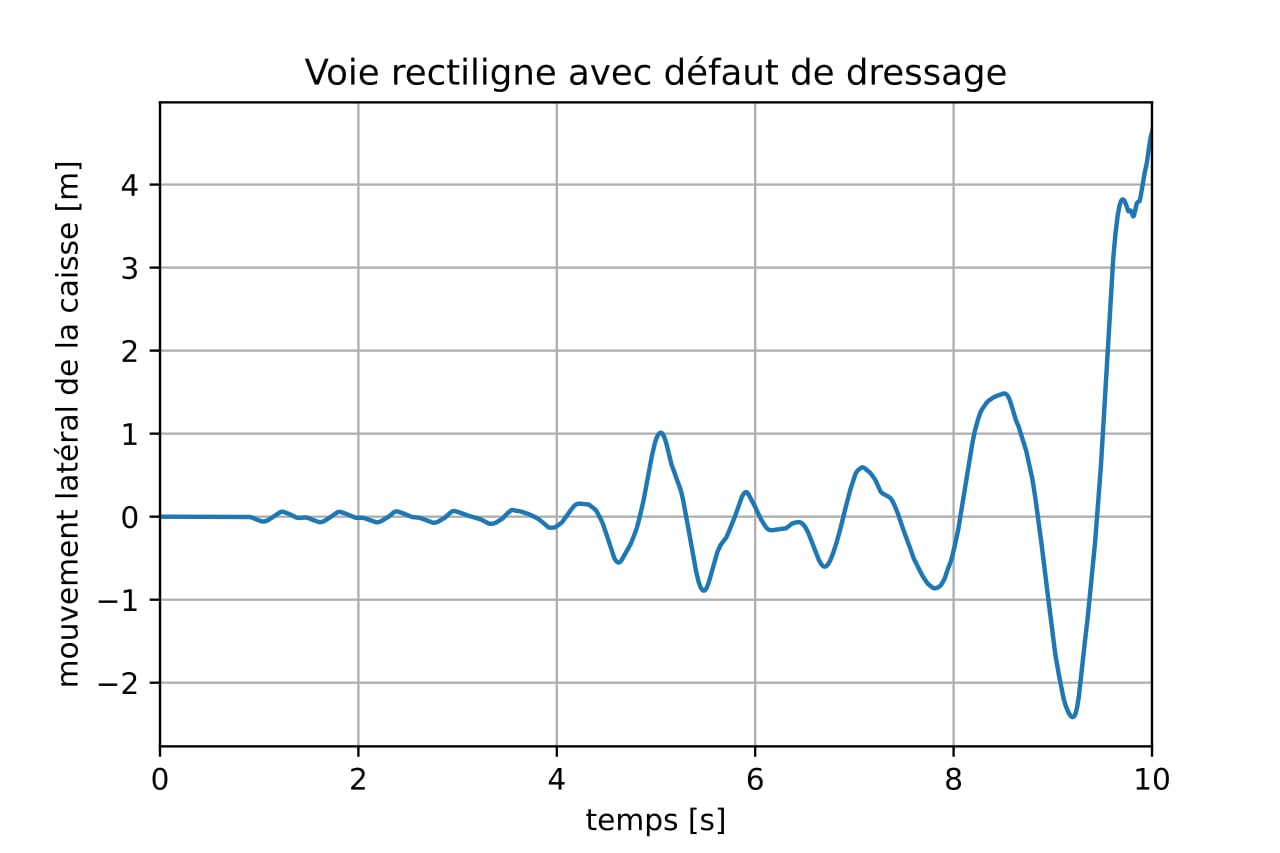 Voie rectiligne avec défaut de dressage
mouvement latéral de la caisse [m]
4
3
2
1
0
−1
−2
0 2 4 6 8 10
temps [s]